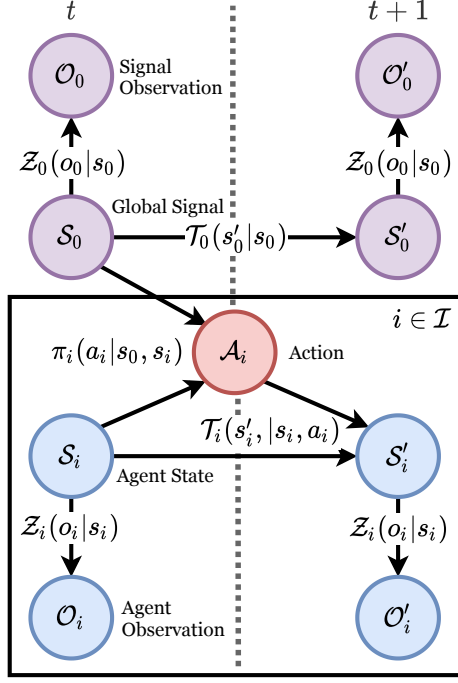 t
t + 1
𝒪₀
Signal
Observation
𝒪′₀
𝒵₀(o₀|s₀)
𝒵₀(o₀|s₀)
Global Signal
𝒮₀
𝒯₀(s′₀|s₀)
𝒮′₀
i ∈ ℐ
πᵢ(aᵢ|s₀, sᵢ)
𝒜ᵢ
Action
𝒯ᵢ(s′ᵢ, |sᵢ, aᵢ)
𝒮ᵢ
𝒮′ᵢ
Agent State
𝒵ᵢ(oᵢ|sᵢ)
𝒵ᵢ(oᵢ|sᵢ)
𝒪ᵢ
Agent
Observation
𝒪′ᵢ